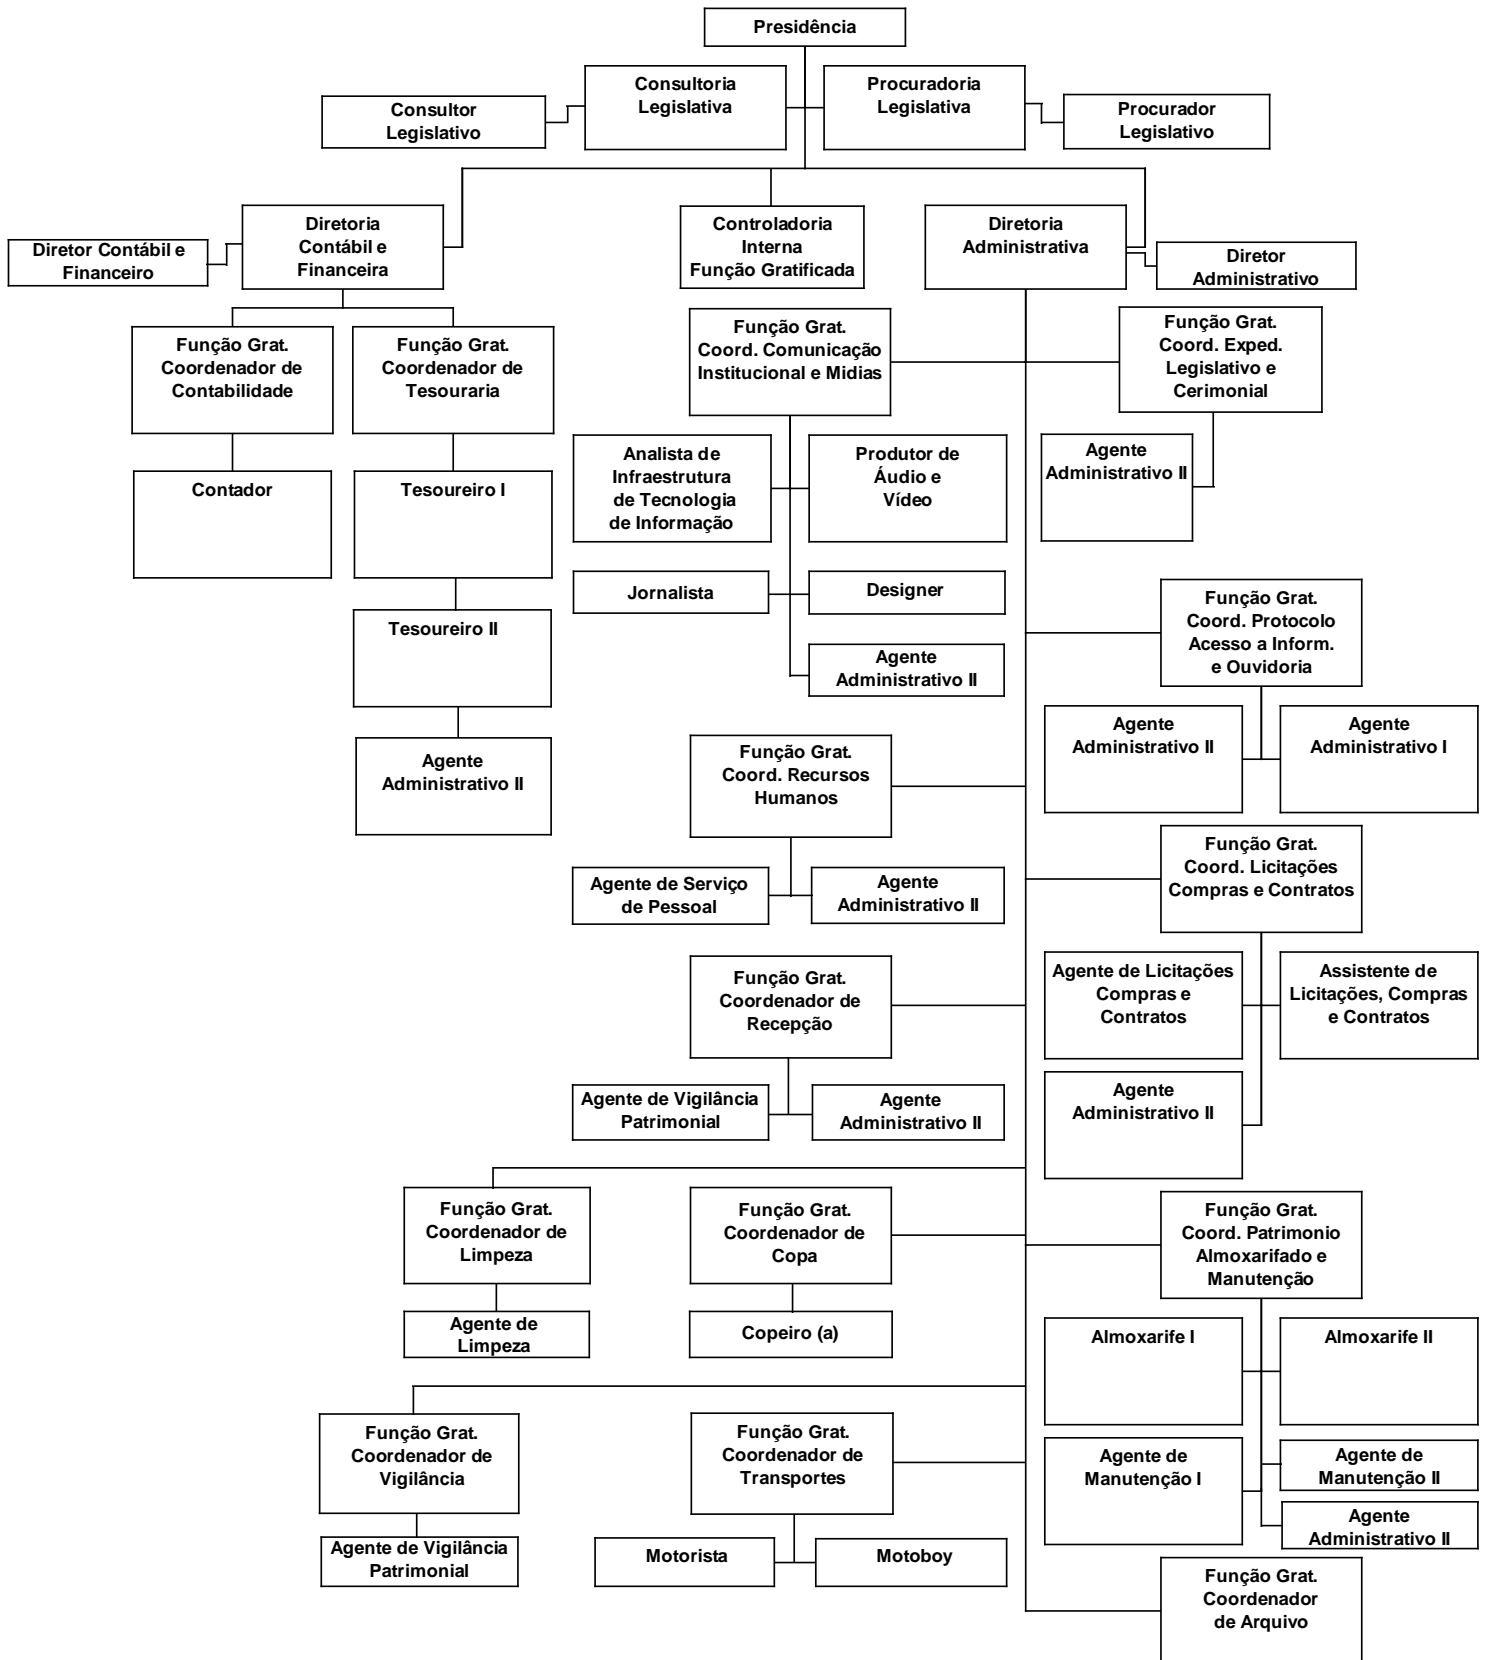 Presidência
Consultoria
Legislativa
Procuradoria
Legislativa
Consultor
Legislativo
Procurador
Legislativo
Diretoria
Contábil e
Financeira
Controladoria
Interna
Função Gratificada
Diretoria
Administrativa
Diretor Contábil e
Financeiro
Diretor
Administrativo
Função Grat.
Coordenador de
Contabilidade
Função Grat.
Coordenador de
Tesouraria
Função Grat.
Coord. Comunicação
Institucional e Midias
Função Grat.
Coord. Exped.
Legislativo e
Cerimonial
Contador
Tesoureiro I
Analista de
Infraestrutura
de Tecnologia
de Informação
Produtor de
Áudio e
Vídeo
Agente
Administrativo II
Jornalista
Designer
Tesoureiro II
Agente
Administrativo II
Função Grat.
Coord. Protocolo
Acesso a Inform.
e Ouvidoria
Agente
Administrativo II
Agente
Administrativo II
Agente
Administrativo I
Função Grat.
Coord. Recursos
Humanos
Agente de Serviço
de Pessoal
Agente
Administrativo II
Função Grat.
Coord. Licitações
Compras e Contratos
Função Grat.
Coordenador de
Recepção
Agente de Licitações
Compras e
Contratos
Assistente de
Licitações, Compras
e Contratos
Agente de Vigilância
Patrimonial
Agente
Administrativo II
Agente
Administrativo II
Função Grat.
Coordenador de
Limpeza
Função Grat.
Coordenador de
Copa
Função Grat.
Coord. Patrimonio
Almoxarifado e
Manutenção
Agente de
Limpeza
Copeiro (a)
Almoxarife I
Almoxarife II
Função Grat.
Coordenador de
Vigilância
Função Grat.
Coordenador de
Transportes
Agente de
Manutenção I
Agente de
Manutenção II
Agente
Administrativo II
Agente de Vigilância
Patrimonial
Motorista
Motoboy
Função Grat.
Coordenador
de Arquivo